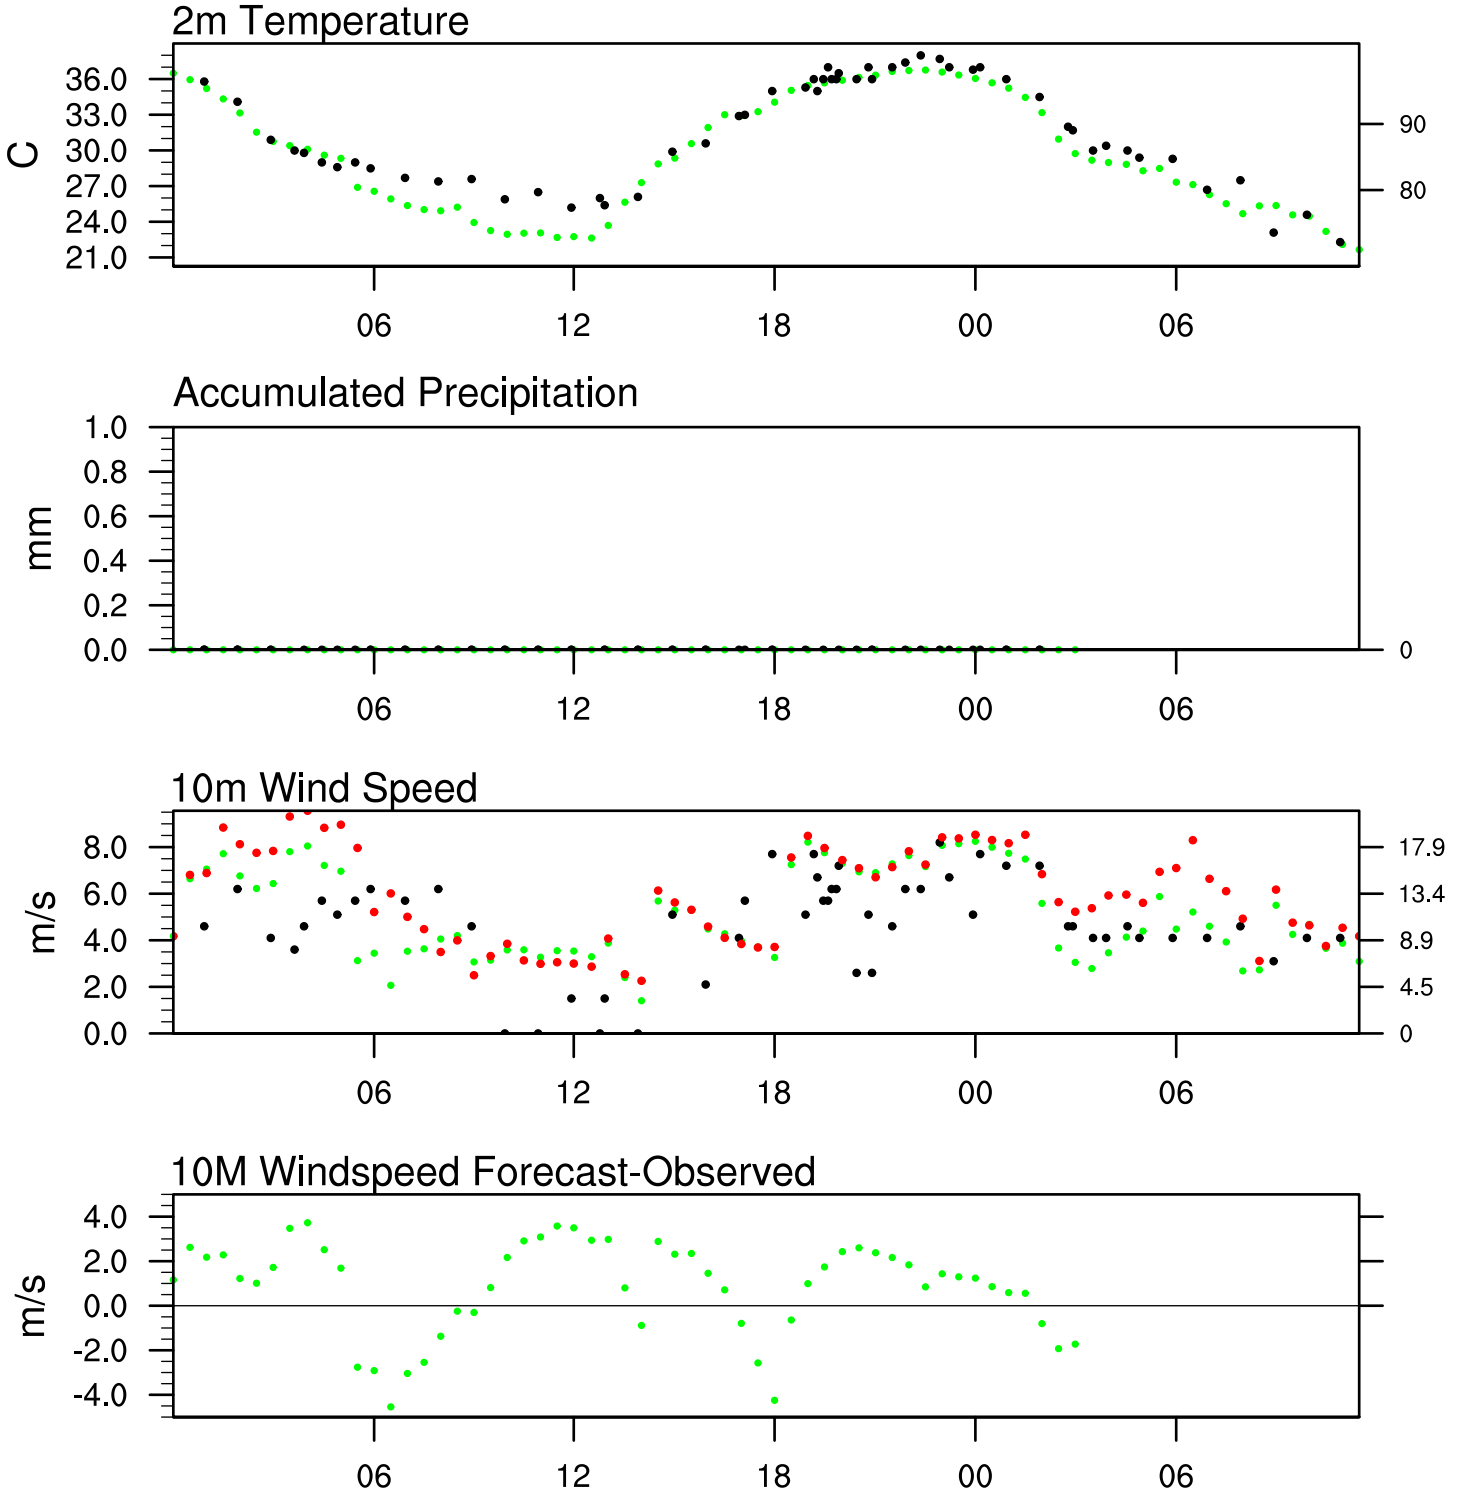 2m Temperature
36.0
33.0
30.0
27.0
24.0
21.0
C
90
80
06 12 18 00 06
Accumulated Precipitation
1.0
0.8
0.6
0.4
0.2
0.0
mm
0
06 12 18 00 06
10m Wind Speed
8.0
6.0
4.0
2.0
0.0
m/s
17.9
13.4
8.9
4.5
0
06 12 18 00 06
10M Windspeed Forecast-Observed
4.0
2.0
0.0
-2.0
-4.0
m/s
06 12 18 00 06